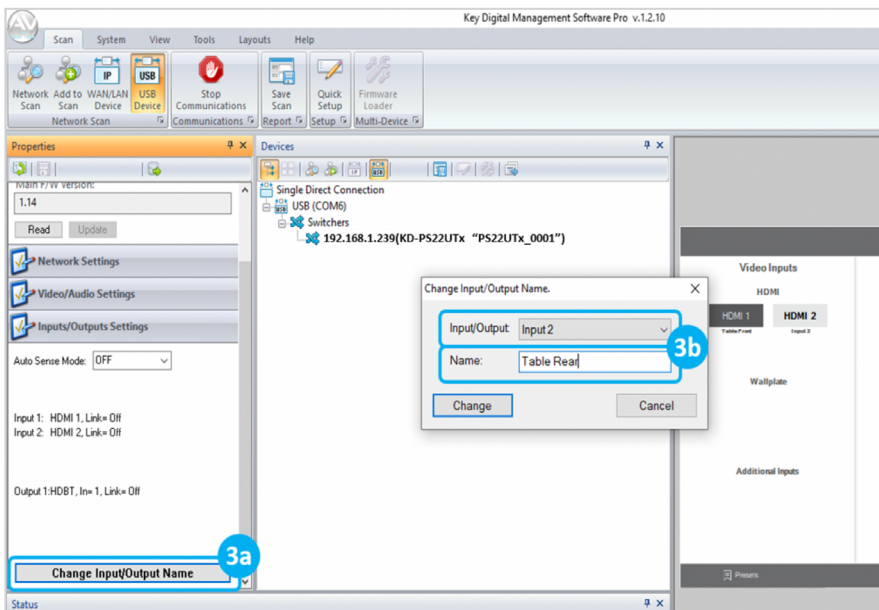 Key Digital Management Software Pro v.1.2.10
AV
Scan System View Tools Layouts Help
Network Scan
Add to Scan
WAN/LAN Device
IP
USB Device
USB
Stop Communications
Save Scan
Quick Setup
Firmware Loader
Network Scan
Communications
Report
Setup
Multi-Device
Properties
Main F/W Version:
1.14
Read Update
Network Settings
Video/Audio Settings
Inputs/Outputs Settings
Auto Sense Mode: OFF
Input 1: HDMI 1, Link= Off
Input 2: HDMI 2, Link= Off
Output 1:HDBT, In= 1, Link= Off
3a
Change Input/Output Name
Status
Devices
Single Direct Connection
USB (COM6)
Switchers
192.168.1.239(KD-PS22UTx "PS22UTx_0001")
Change Input/Output Name.
Input/Output: Input 2
Name: Table Rear
3b
Change Cancel
Video Inputs
HDMI
HDMI 1 HDMI 2
Table Front Input 2
Wallplate
Additional Inputs
Presets